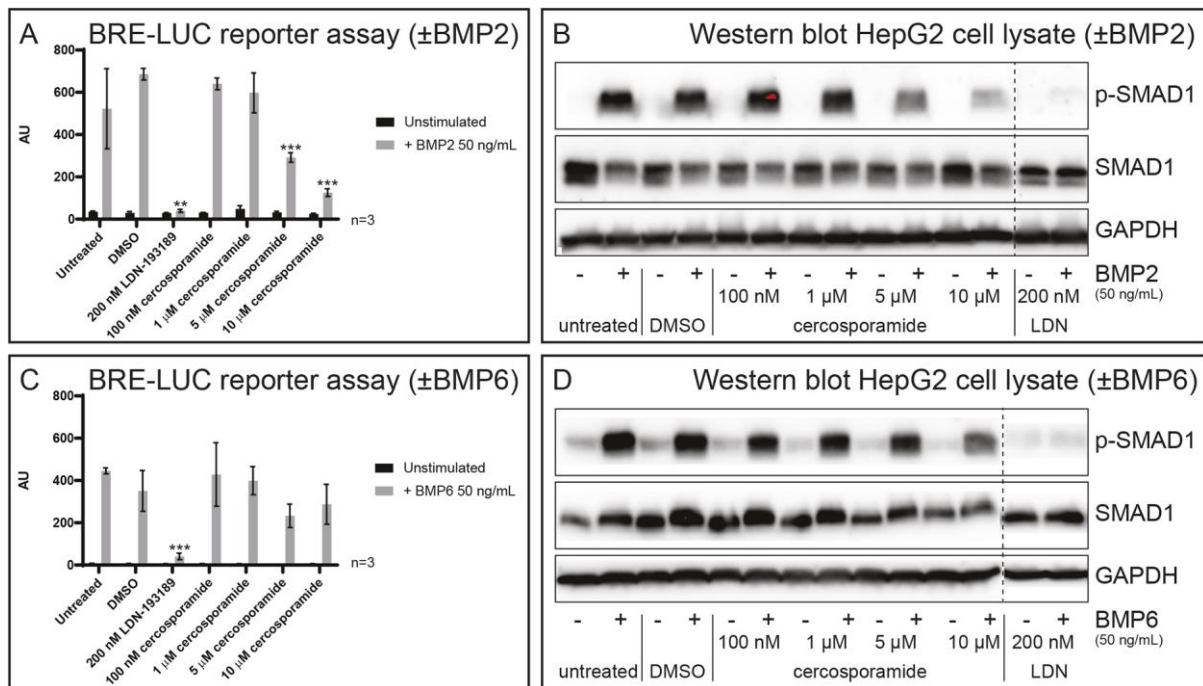 A BRE-LUC reporter assay (±BMP2)
800
600
400
200
0
AU
Unstimulated
+ BMP2 50 ng/mL
***
***
**
n=3
Untreated
DMSO
200 nM LDN-193189
100 nM cercosporamide
1 μM cercosporamide
5 μM cercosporamide
10 μM cercosporamide
B Western blot HepG2 cell lysate (±BMP2)
p-SMAD1
SMAD1
GAPDH
- + - + - + - + - + - + - + BMP2
100 nM 1 μM 5 μM 10 μM 200 nM (50 ng/mL)
untreated DMSO cercosporamide LDN
C BRE-LUC reporter assay (±BMP6)
800
600
400
200
0
AU
Unstimulated
+ BMP6 50 ng/mL
***
n=3
Untreated
DMSO
200 nM LDN-193189
100 nM cercosporamide
1 μM cercosporamide
5 μM cercosporamide
10 μM cercosporamide
D Western blot HepG2 cell lysate (±BMP6)
p-SMAD1
SMAD1
GAPDH
- + - + - + - + - + - + - + BMP6
100 nM 1 μM 5 μM 10 μM 200 nM (50 ng/mL)
untreated DMSO cercosporamide LDN